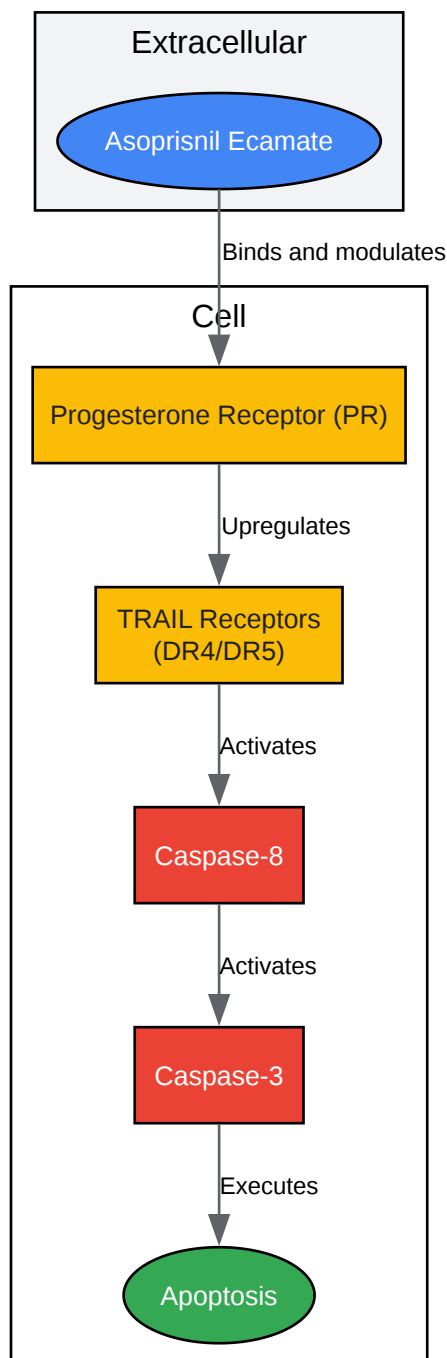 Extracellular
Asoprisnil Ecamate
Binds and modulates
Cell
Progesterone Receptor (PR)
Upregulates
TRAIL Receptors
(DR4/DR5)
Activates
Caspase-8
Activates
Caspase-3
Executes
Apoptosis